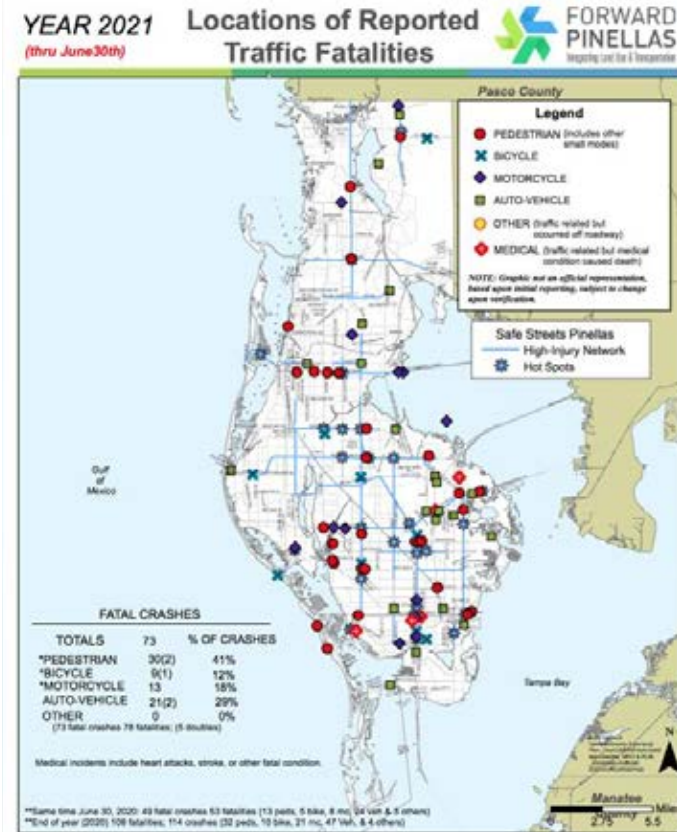 YEAR 2021
(thru June30th)
Locations of Reported
Traffic Fatalities
FORWARD
PINELLAS
Integrating Land Use & Transportation
Pasco County
Legend
PEDESTRIAN (includes other
small modes)
BICYCLE
MOTORCYCLE
AUTO-VEHICLE
OTHER (traffic related but
occurred off roadway)
MEDICAL (traffic related but medical
condition caused death)
NOTE: Graphic not an official representation,
based upon initial reporting, subject to change
upon verification.
Safe Streets Pinellas
High-Injury Network
Hot Spots
Gulf
of
Mexico
FATAL CRASHES
TOTALS 73 % OF CRASHES
*PEDESTRIAN 30(2) 41%
*BICYCLE 9(1) 12%
*MOTORCYCLE 13 18%
AUTO-VEHICLE 21(2) 29%
OTHER 0 0%
(73 fatal crashes 78 fatalities; (5 doubles)
Medical incidents include heart attacks, stroke, or other fatal condition.
Tampa Bay
N
Manatee
0 2.75 5.5
Miles
**Same time June 30, 2020: 49 fatal crashes 53 fatalities (13 peds, 5 bike, 8 mc, 24 veh & 3 others)
**End of year (2020) 108 fatalities; 114 crashes (32 peds, 10 bike, 21 mc, 47 Veh, & 4 others)